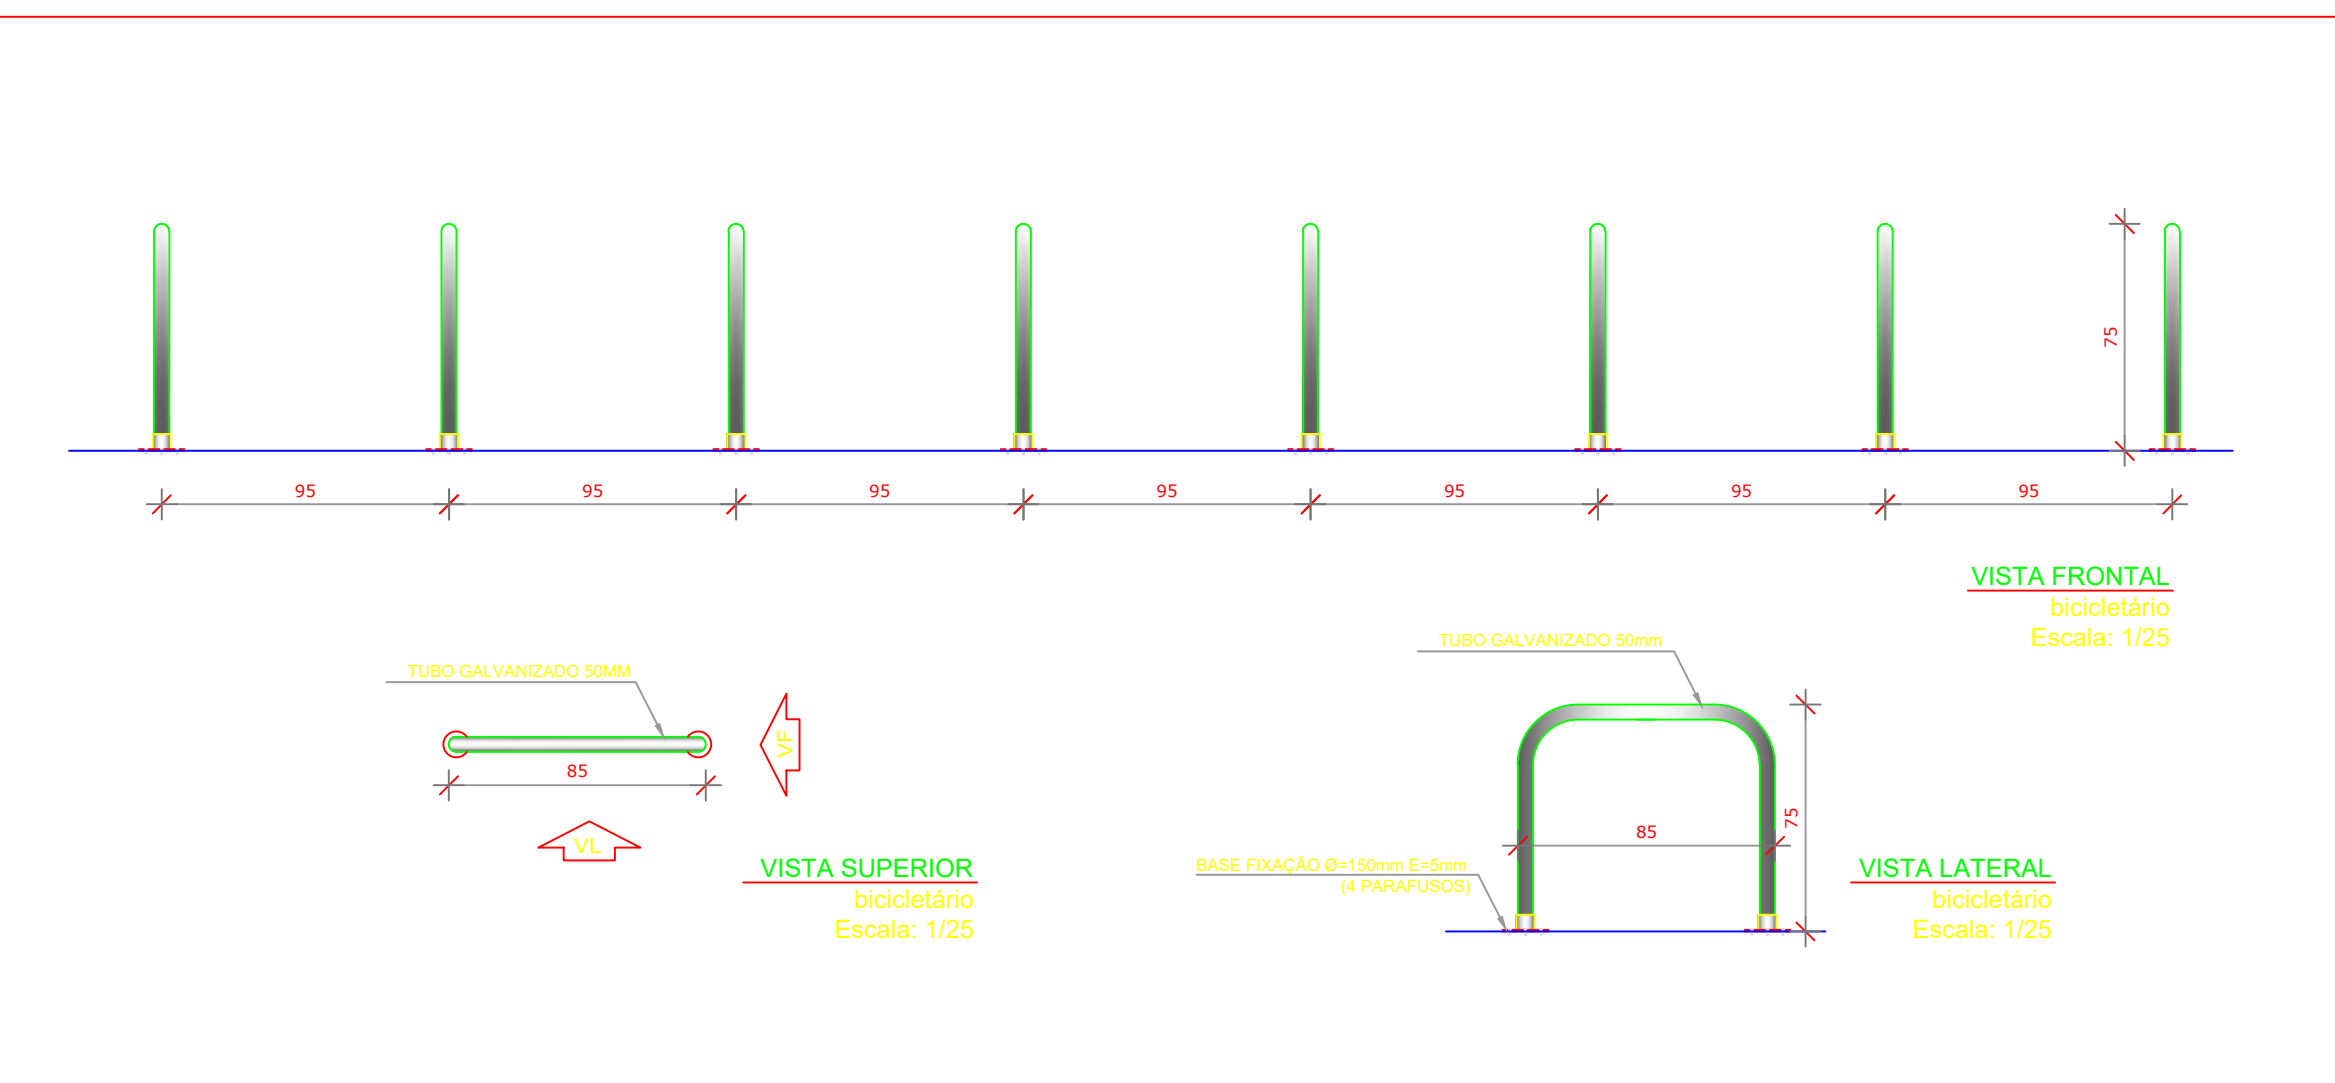 75
95 95 95 95 95 95 95
VISTA FRONTAL
bicicletário
Escala: 1/25
TUBO GALVANIZADO 50MM
VF
85
VL
VISTA SUPERIOR
bicicletário
Escala: 1/25
TUBO GALVANIZADO 50mm
75
85
BASE FIXAÇÃO Ø=150mm E=5mm
(4 PARAFUSOS)
VISTA LATERAL
bicicletário
Escala: 1/25